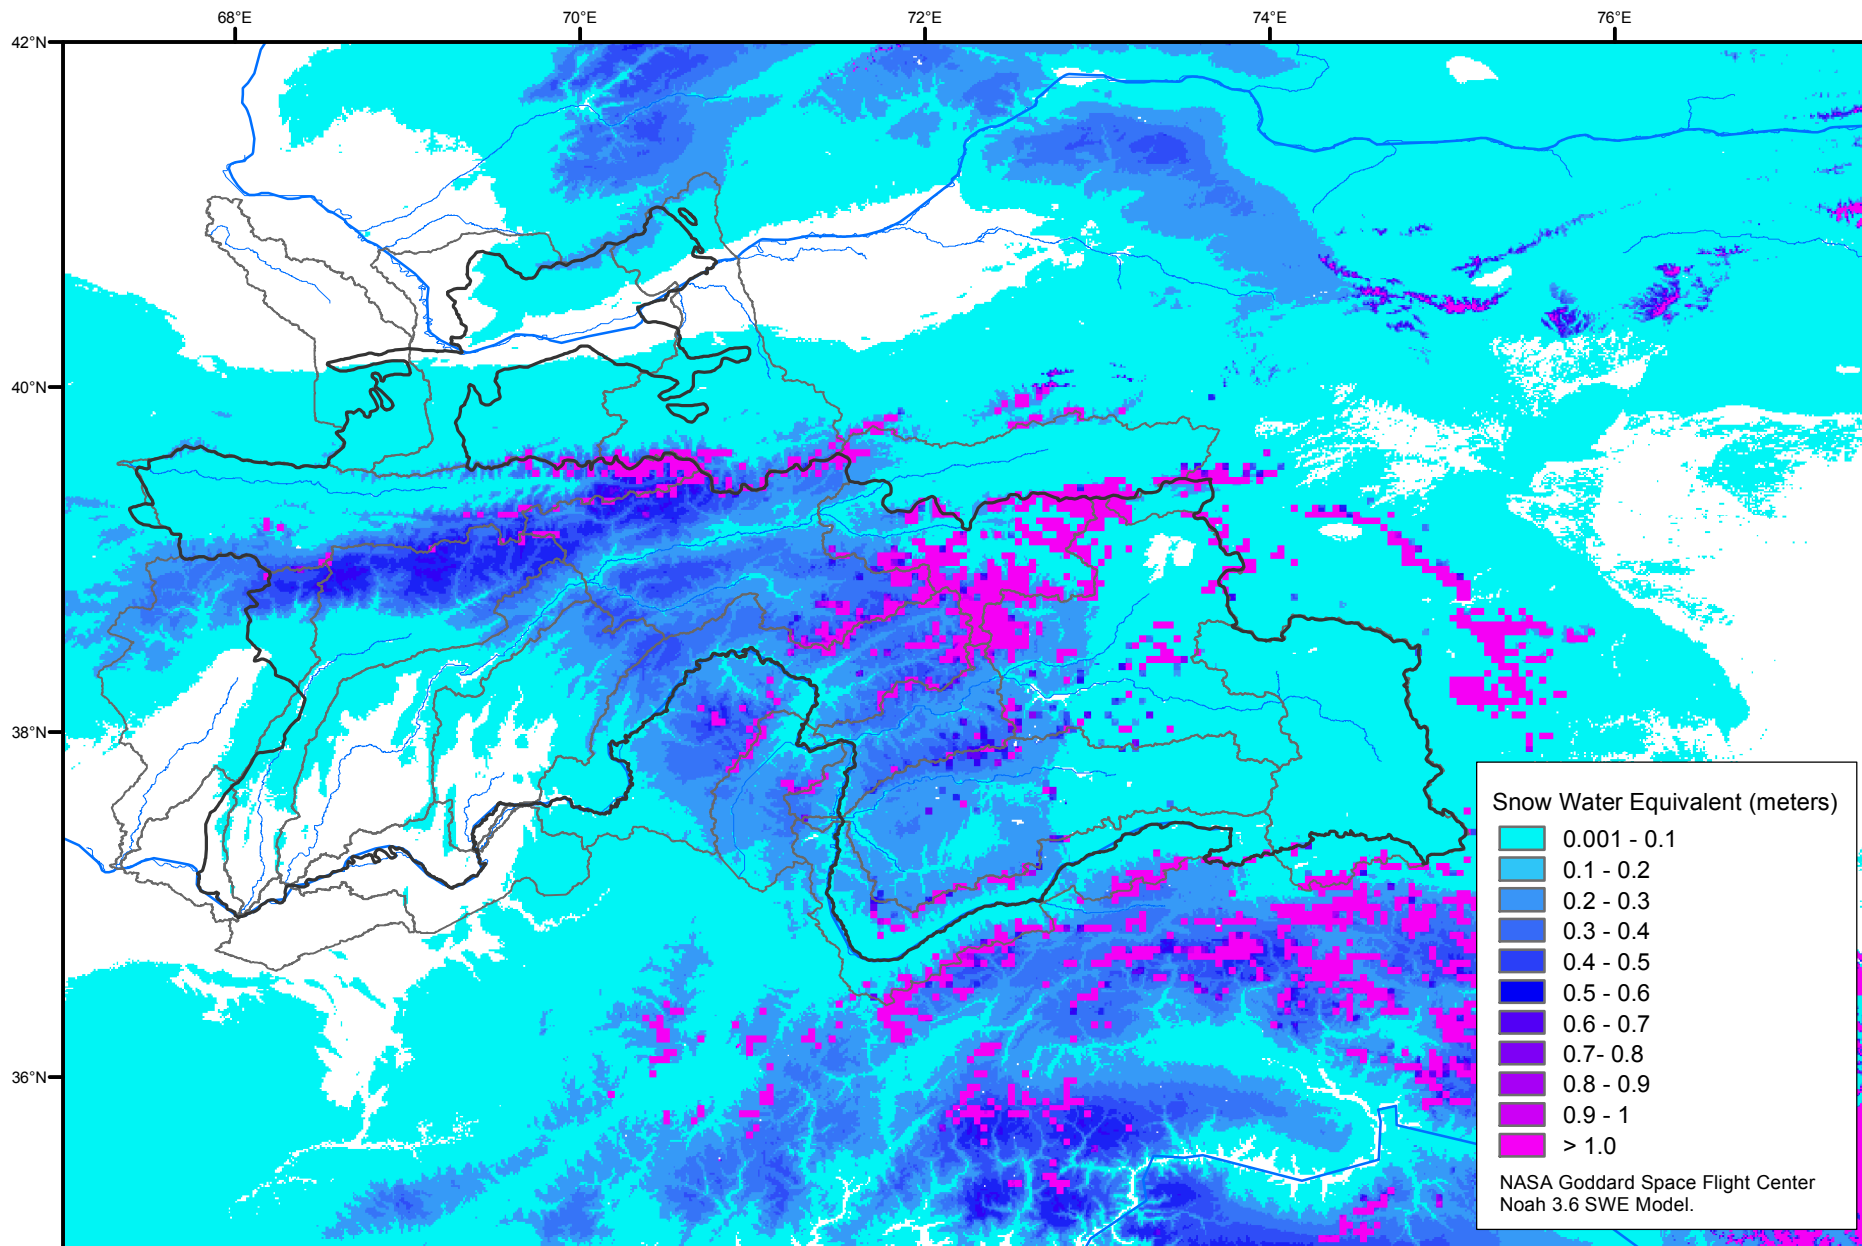 68°E
70°E
72°E
74°E
76°E
42°N
40°N
38°N
36°N
Snow Water Equivalent (meters)
0.001 - 0.1
0.1 - 0.2
0.2 - 0.3
0.3 - 0.4
0.4 - 0.5
0.5 - 0.6
0.6 - 0.7
0.7- 0.8
0.8 - 0.9
0.9 - 1
> 1.0
NASA Goddard Space Flight Center
Noah 3.6 SWE Model.